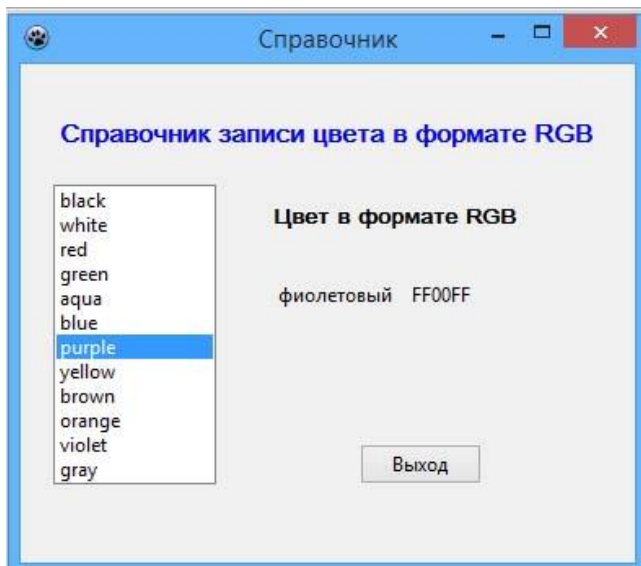 Справочник
Справочник записи цвета в формате RGB
black
white
red
green
aqua
blue
purple
yellow
brown
orange
violet
gray
Цвет в формате RGB
фиолетовый FF00FF
Выход